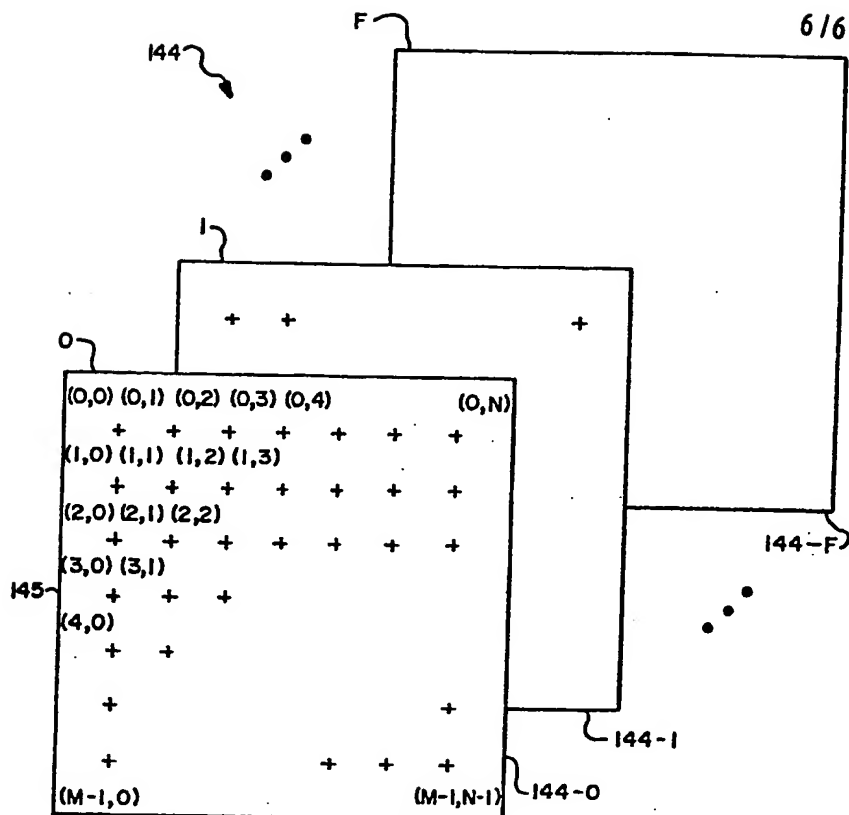 6/6
F
144
1
0
(0,0) (0,1) (0,2) (0,3) (0,4) (0,N)
(1,0) (1,1) (1,2) (1,3)
(2,0) (2,1) (2,2)
144-F
(3,0) (3,1)
145
(4,0)
144-1
144-0
(M-1,0) (M-1,N-1)